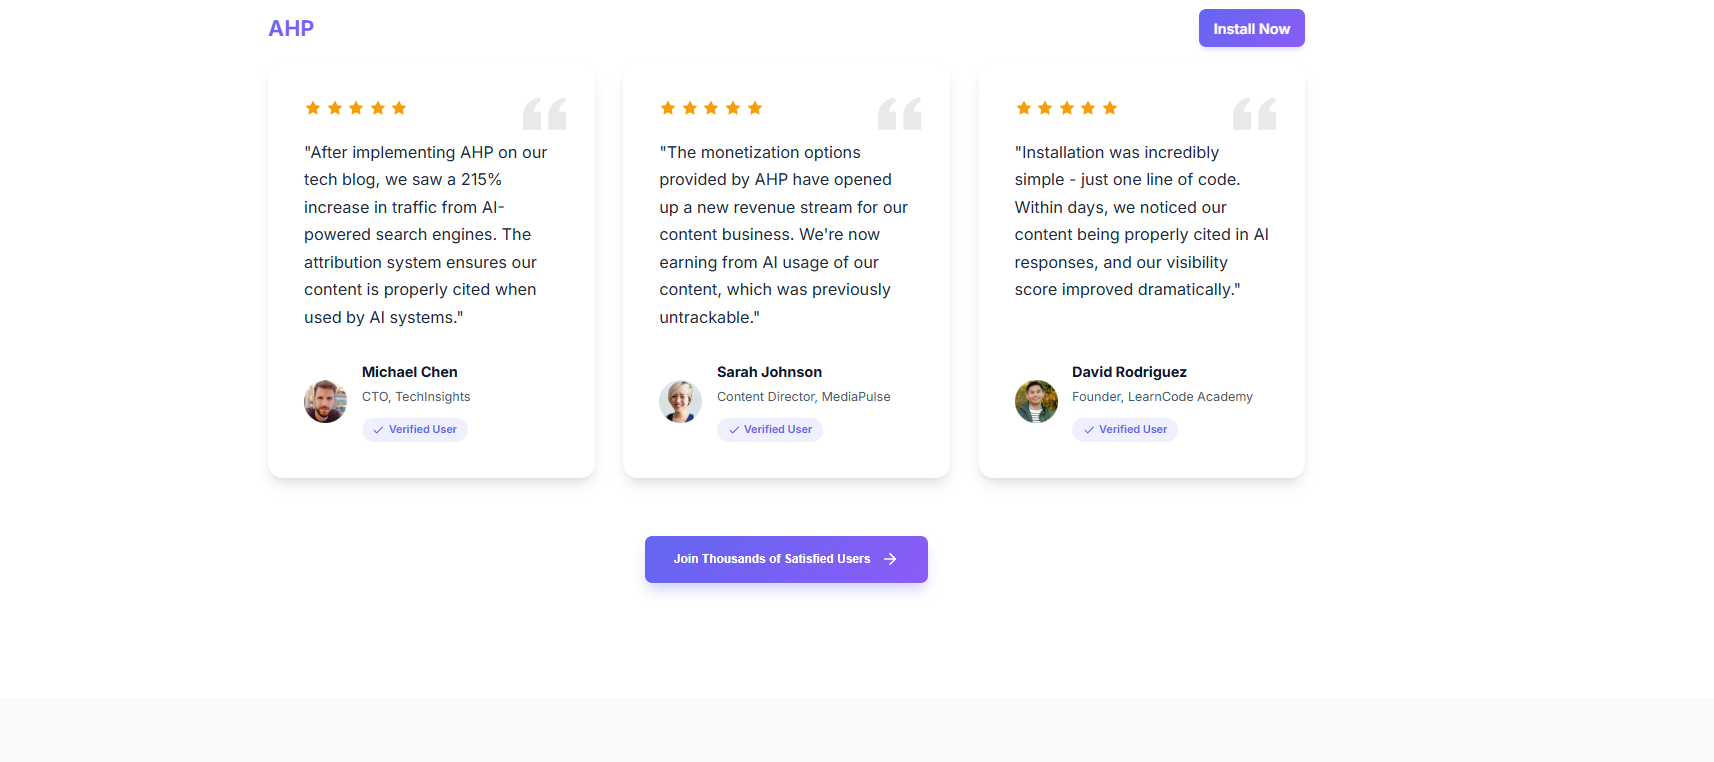 AHP
Install Now
"After implementing AHP on our
tech blog, we saw a 215%
increase in traffic from AI-
powered search engines. The
attribution system ensures our
content is properly cited when
used by AI systems."
Michael Chen
CTO, TechInsights
Verified User
"The monetization options
provided by AHP have opened
up a new revenue stream for our
content business. We're now
earning from AI usage of our
content, which was previously
untrackable."
Sarah Johnson
Content Director, MediaPulse
Verified User
"Installation was incredibly
simple - just one line of code.
Within days, we noticed our
content being properly cited in AI
responses, and our visibility
score improved dramatically."
David Rodriguez
Founder, LearnCode Academy
Verified User
Join Thousands of Satisfied Users